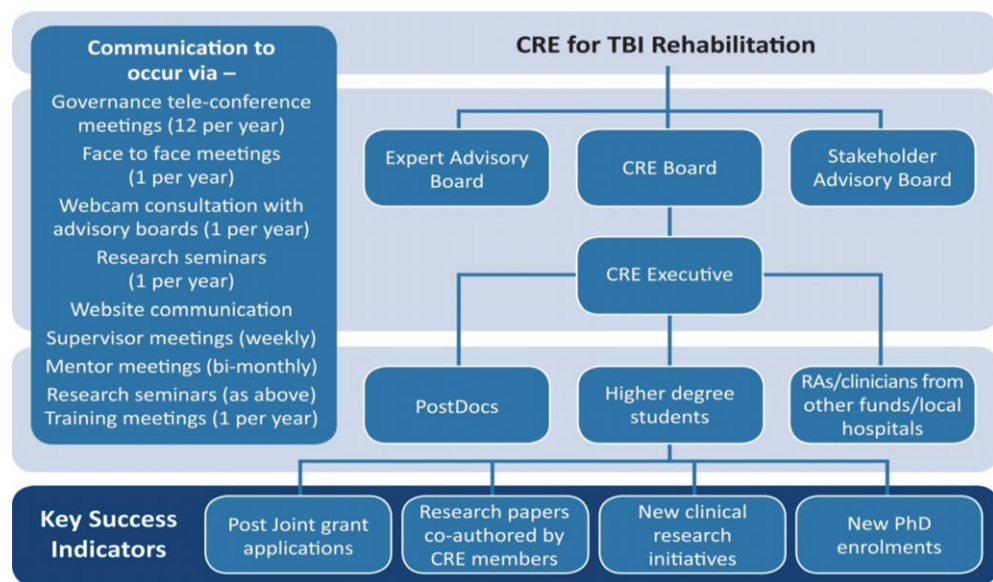 Communication to
occur via –
Governance tele-conference
meetings (12 per year)
Face to face meetings
(1 per year)
Webcam consultation with
advisory boards (1 per year)
Research seminars
(1 per year)
Website communication
Supervisor meetings (weekly)
Mentor meetings (bi-monthly)
Research seminars (as above)
Training meetings (1 per year)
CRE for TBI Rehabilitation
Expert Advisory
Board
CRE Board
Stakeholder
Advisory Board
CRE Executive
PostDocs
Higher degree
students
RAs/clinicians from
other funds/local
hospitals
Key Success
Indicators
Post Joint grant
applications
Research papers
co-authored by
CRE members
New clinical
research
initiatives
New PhD
enrolments